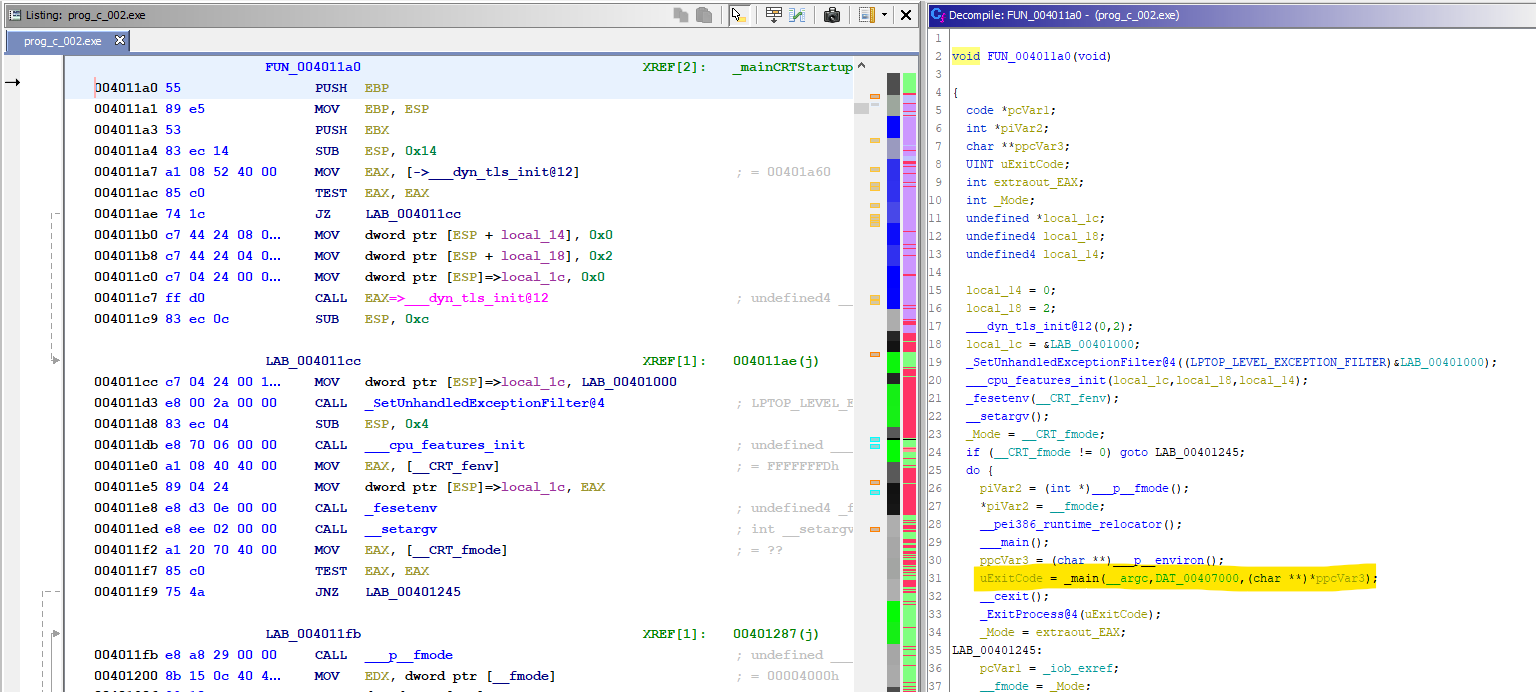 Listing: prog_c_002.exe
prog_c_002.exe
FUN_004011a0 XREF[2]: _mainCRTStartup
004011a0 55 PUSH EBP
004011a1 89 e5 MOV EBP, ESP
004011a3 53 PUSH EBX
004011a4 83 ec 14 SUB ESP, 0x14
004011a7 a1 08 52 40 00 MOV EAX, [->___dyn_tls_init@12] ; = 00401a60
004011ac 85 c0 TEST EAX, EAX
004011ae 74 1c JZ LAB_004011cc
004011b0 c7 44 24 08 0... MOV dword ptr [ESP + local_14], 0x0
004011b8 c7 44 24 04 0... MOV dword ptr [ESP + local_18], 0x2
004011c0 c7 04 24 00 0... MOV dword ptr [ESP]=>local_1c, 0x0
004011c7 ff d0 CALL EAX=>___dyn_tls_init@12 ; undefined4 __
004011c9 83 ec 0c SUB ESP, 0xc
LAB_004011cc XREF[1]: 004011ae(j)
004011cc c7 04 24 00 1... MOV dword ptr [ESP]=>local_1c, LAB_00401000
004011d3 e8 00 2a 00 00 CALL _SetUnhandledExceptionFilter@4 ; LPTOP_LEVEL_E
004011d8 83 ec 04 SUB ESP, 0x4
004011db e8 70 06 00 00 CALL ___cpu_features_init ; undefined ___
004011e0 a1 08 40 40 00 MOV EAX, [__CRT_fenv] ; = FFFFFFFDh
004011e5 89 04 24 MOV dword ptr [ESP]=>local_1c, EAX
004011e8 e8 d3 0e 00 00 CALL _fesetenv ; undefined4 _f
004011ed e8 ee 02 00 00 CALL __setargv ; int __setargv
004011f2 a1 20 70 40 00 MOV EAX, [__CRT_fmode] ; = ??
004011f7 85 c0 TEST EAX, EAX
004011f9 75 4a JNZ LAB_00401245
LAB_004011fb XREF[1]: 00401287(j)
004011fb e8 a8 29 00 00 CALL ___p__fmode ; undefined ___
00401200 8b 15 0c 40 4... MOV EDX, dword ptr [__fmode] ; = 00004000h
Decompile: FUN_004011a0 - (prog_c_002.exe)
1
2 void FUN_004011a0(void)
3
4 {
5 code *pcVar1;
6 int *piVar2;
7 char **ppcVar3;
8 UINT uExitCode;
9 int extraout_EAX;
10 int _Mode;
11 undefined *local_1c;
12 undefined4 local_18;
13 undefined4 local_14;
14
15 local_14 = 0;
16 local_18 = 2;
17 ___dyn_tls_init@12(0,2);
18 local_1c = &LAB_00401000;
19 _SetUnhandledExceptionFilter@4((LPTOP_LEVEL_EXCEPTION_FILTER)&LAB_00401000);
20 ___cpu_features_init(local_1c,local_18,local_14);
21 _fesetenv(__CRT_fenv);
22 __setargv();
23 _Mode = __CRT_fmode;
24 if (__CRT_fmode != 0) goto LAB_00401245;
25 do {
26 piVar2 = (int *)___p__fmode();
27 *piVar2 = __fmode;
28 __pei386_runtime_relocator();
29 ___main();
30 ppcVar3 = (char **)___p__environ();
31 uExitCode = _main(__argc,DAT_00407000,(char **)*ppcVar3);
32 __cexit();
33 _ExitProcess@4(uExitCode);
34 _Mode = extraout_EAX;
35 LAB_00401245:
36 pcVar1 = _iob_exref;
37 __fmode = _Mode;